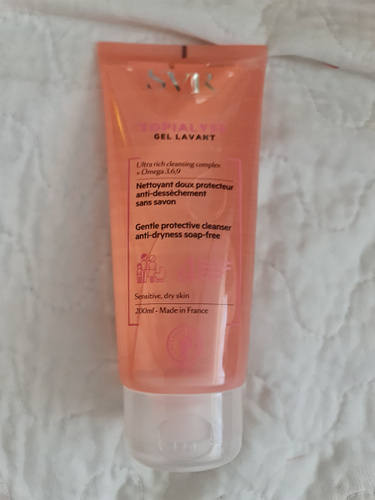 SVR
TOPIALYSE
GEL LAVANT
Ultra rich cleansing complex
+ Omega 3,6,9
Nettoyant doux protecteur
anti-dessèchement
sans savon
Gentle protective cleanser
anti-dryness soap-free
Sensitive, dry skin
200ml - Made in France